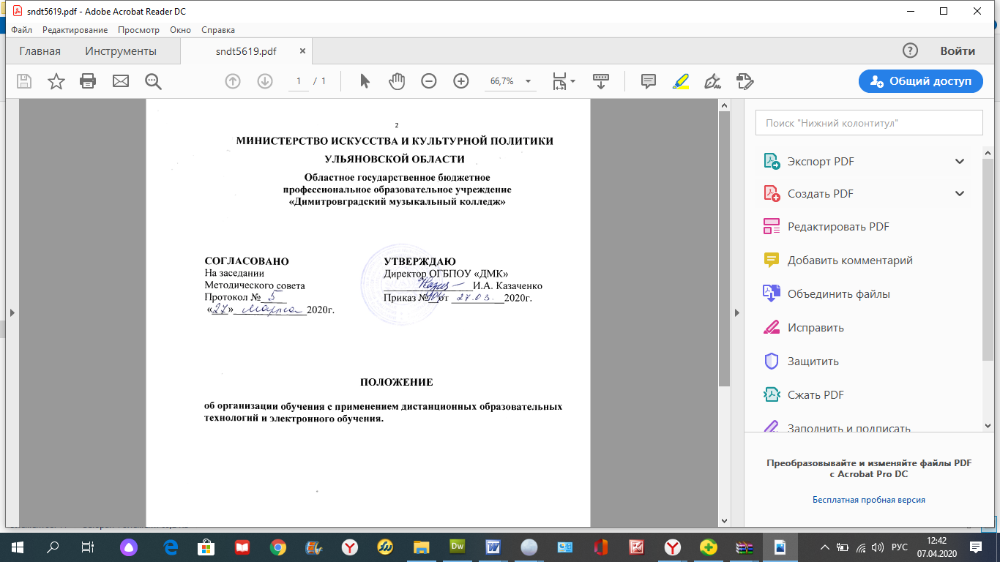 sndt5619.pdf - Adobe Acrobat Reader DC
Файл Редактирование Просмотр Окно Справка
Главная Инструменты sndt5619.pdf × Войти
1 / 1 66,7% Общий доступ
2
МИНИСТЕРСТВО ИСКУССТВА И КУЛЬТУРНОЙ ПОЛИТИКИ
УЛЬЯНОВСКОЙ ОБЛАСТИ
Областное государственное бюджетное
профессиональное образовательное учреждение
«Димитровградский музыкальный колледж»
СОГЛАСОВАНО
На заседании
Методического совета
Протокол № 5
«27» марта 2020г.
УТВЕРЖДАЮ
Директор ОГБПОУ «ДМК»
И.А. Казаченко
Приказ № от 27.03. 2020г.
ПОЛОЖЕНИЕ
об организации обучения с применением дистанционных образовательных
технологий и электронного обучения.
Поиск "Нижний колонтитул"
Экспорт PDF
Создать PDF
Редактировать PDF
Добавить комментарий
Объединить файлы
Исправить
Защитить
Сжать PDF
Заполнить и подписать
Преобразовывайте и изменяйте файлы PDF
с Acrobat Pro DC
Бесплатная пробная версия
РУС
12:42
07.04.2020